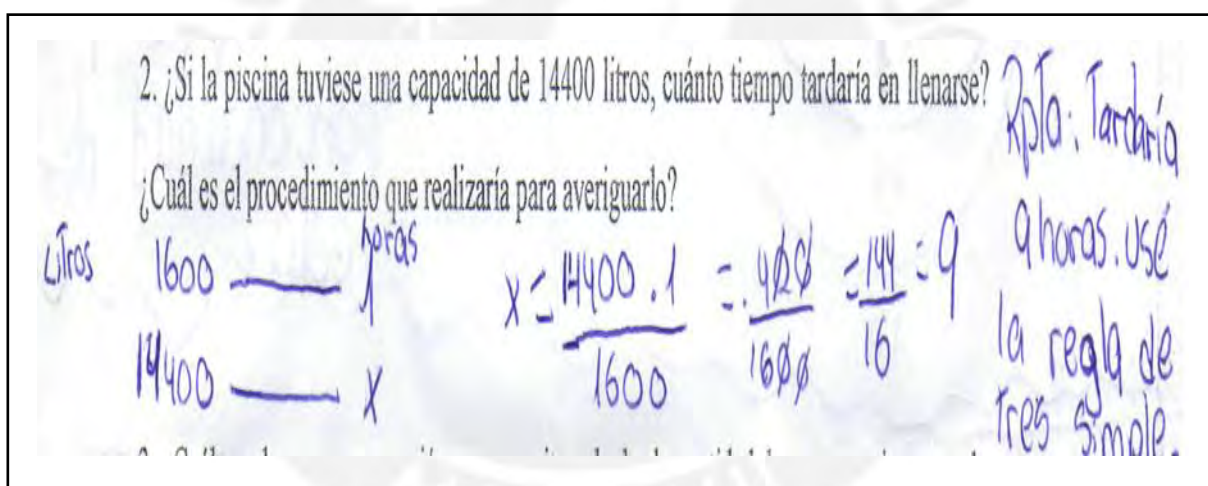 2. ¿Si la piscina tuviese una capacidad de 14400 litros, cuánto tiempo tardaría en llenarse?
¿Cuál es el procedimiento que realizaría para averiguarlo?
Litros horas
1600 — 1
14400 — x
x = 14400 . 1 / 1600 = 400 / 1600 = 144 / 16 = 9
Rpta: Tardaría
9 horas. Usé
la regla de
tres simple.